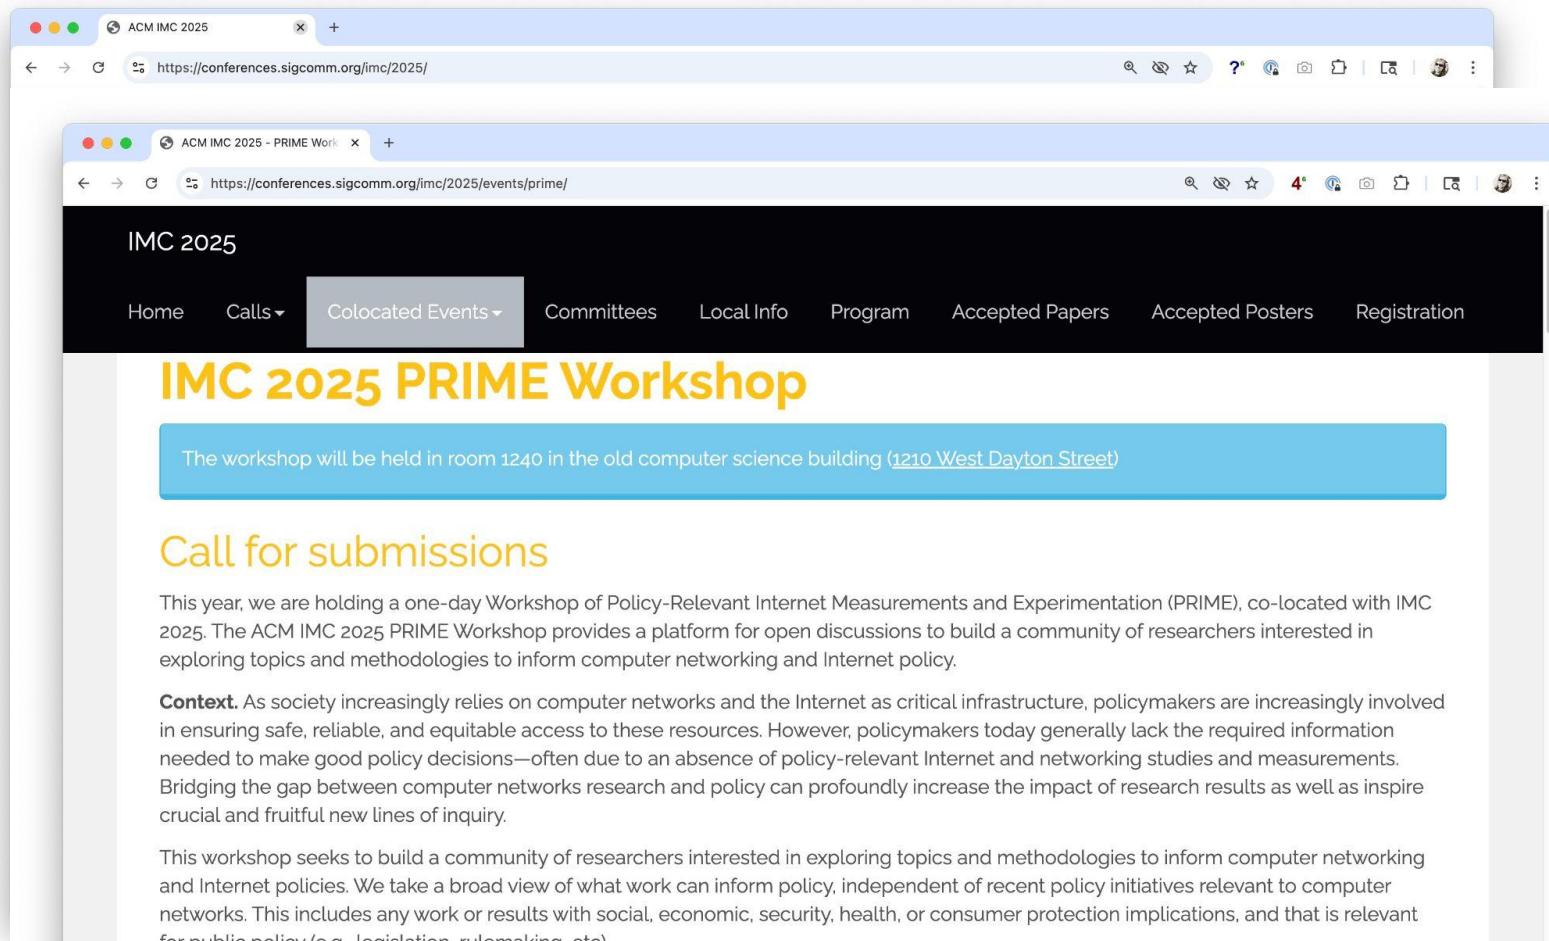 ACM IMC 2025
https://conferences.sigcomm.org/imc/2025/
ACM IMC 2025 - PRIME Work
https://conferences.sigcomm.org/imc/2025/events/prime/
IMC 2025
Home Calls Colocated Events Committees Local Info Program Accepted Papers Accepted Posters Registration
IMC 2025 PRIME Workshop
The workshop will be held in room 1240 in the old computer science building (1210 West Dayton Street)
Call for submissions
This year, we are holding a one-day Workshop of Policy-Relevant Internet Measurements and Experimentation (PRIME), co-located with IMC
2025. The ACM IMC 2025 PRIME Workshop provides a platform for open discussions to build a community of researchers interested in
exploring topics and methodologies to inform computer networking and Internet policy.
Context. As society increasingly relies on computer networks and the Internet as critical infrastructure, policymakers are increasingly involved
in ensuring safe, reliable, and equitable access to these resources. However, policymakers today generally lack the required information
needed to make good policy decisions—often due to an absence of policy-relevant Internet and networking studies and measurements.
Bridging the gap between computer networks research and policy can profoundly increase the impact of research results as well as inspire
crucial and fruitful new lines of inquiry.
This workshop seeks to build a community of researchers interested in exploring topics and methodologies to inform computer networking
and Internet policies. We take a broad view of what work can inform policy, independent of recent policy initiatives relevant to computer
networks. This includes any work or results with social, economic, security, health, or consumer protection implications, and that is relevant
for public policy (e.g., legislation, rulemaking, etc).